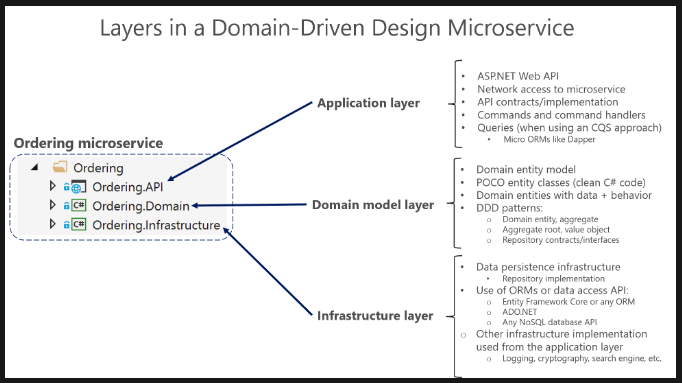 Layers in a Domain-Driven Design Microservice
Ordering microservice
Ordering
Ordering.API
C# Ordering.Domain
C# Ordering.Infrastructure
Application layer
• ASP.NET Web API
• Network access to microservice
• API contracts/implementation
• Commands and command handlers
• Queries (when using an CQS approach)
• Micro ORMs like Dapper
Domain model layer
• Domain entity model
• POCO entity classes (clean C# code)
• Domain entities with data + behavior
• DDD patterns:
o Domain entity, aggregate
o Aggregate root, value object
o Repository contracts/interfaces
Infrastructure layer
• Data persistence infrastructure
• Repository implementation
• Use of ORMs or data access API:
o Entity Framework Core or any ORM
o ADO.NET
o Any NoSQL database API
o Other infrastructure implementation
used from the application layer
o Logging, cryptography, search engine, etc.